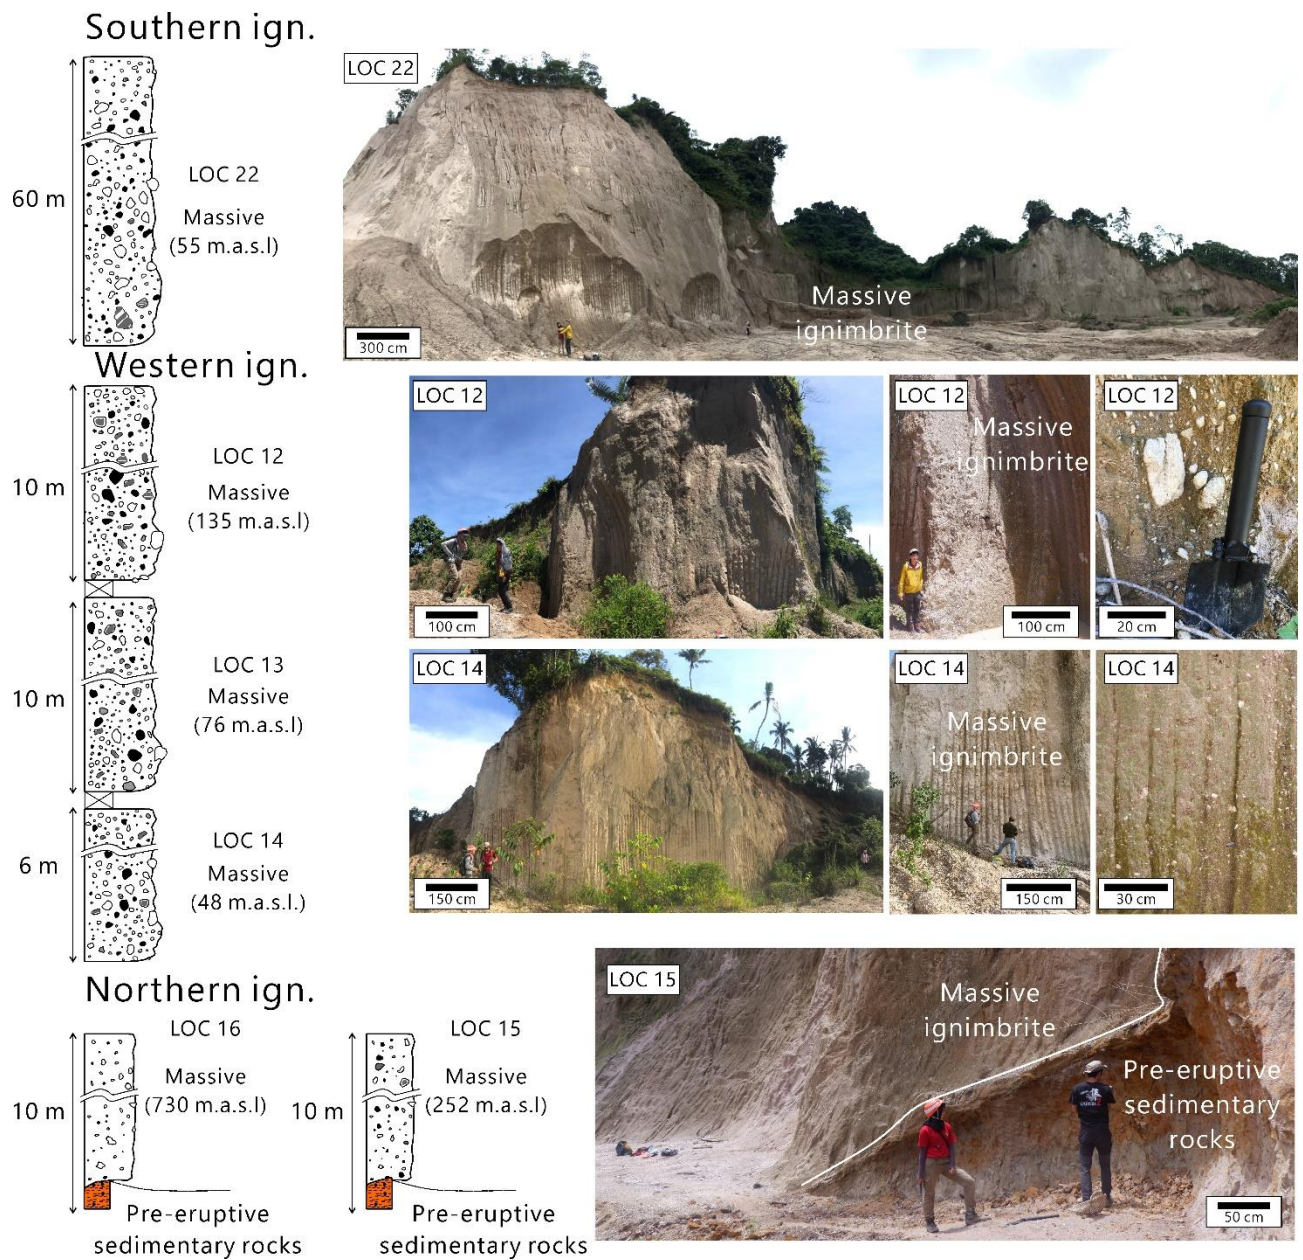 Southern ign.
60 m
LOC 22
Massive
(55 m.a.s.l)
LOC 22
Massive
ignimbrite
300 cm
Western ign.
10 m
LOC 12
Massive
(135 m.a.s.l)
10 m
LOC 13
Massive
(76 m.a.s.l)
6 m
LOC 14
Massive
(48 m.a.s.l.)
LOC 12
100 cm
LOC 12
Massive
ignimbrite
100 cm
LOC 12
20 cm
LOC 14
150 cm
LOC 14
Massive
ignimbrite
150 cm
LOC 14
30 cm
Northern ign.
10 m
LOC 16
Massive
(730 m.a.s.l)
Pre-eruptive
sedimentary rocks
10 m
LOC 15
Massive
(252 m.a.s.l)
Pre-eruptive
sedimentary rocks
LOC 15
Massive
ignimbrite
Pre-eruptive
sedimentary
rocks
50 cm